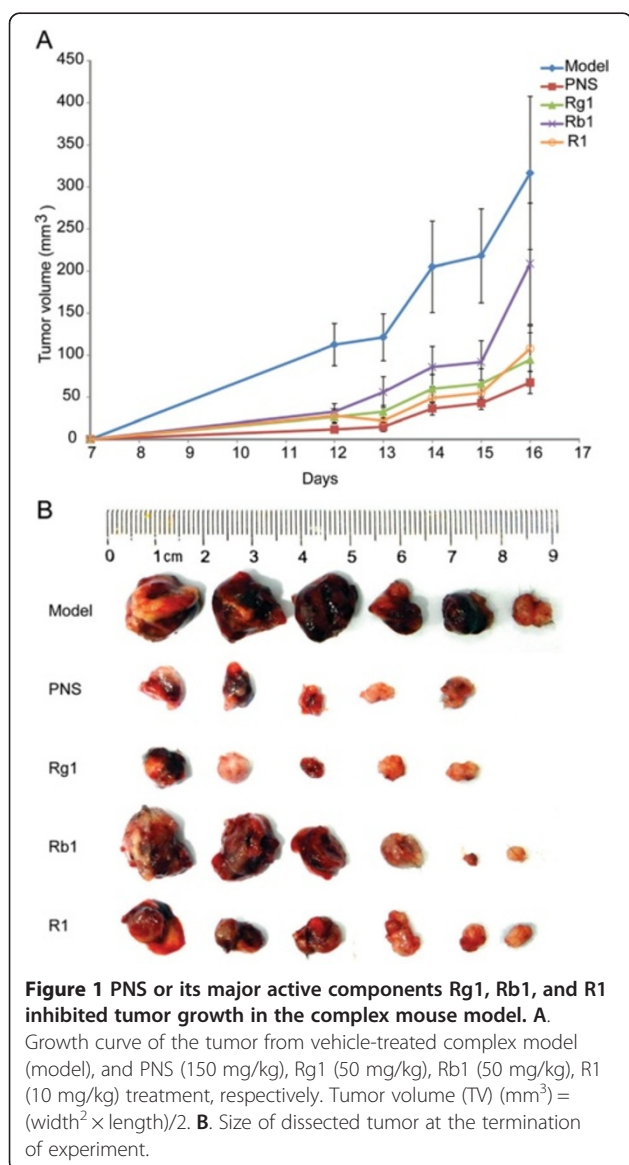 A
450
400
350
300
250
200
150
100
50
0
Tumor volume (mm³)
7 8 9 10 11 12 13 14 15 16 17
Days
Model
PNS
Rg1
Rb1
R1
B
0 1cm 2 3 4 5 6 7 8 9
Model
PNS
Rg1
Rb1
R1
Figure 1 PNS or its major active components Rg1, Rb1, and R1
inhibited tumor growth in the complex mouse model. A.
Growth curve of the tumor from vehicle-treated complex model
(model), and PNS (150 mg/kg), Rg1 (50 mg/kg), Rb1 (50 mg/kg), R1
(10 mg/kg) treatment, respectively. Tumor volume (TV) (mm³) =
(width² × length)/2. B. Size of dissected tumor at the termination
of experiment.